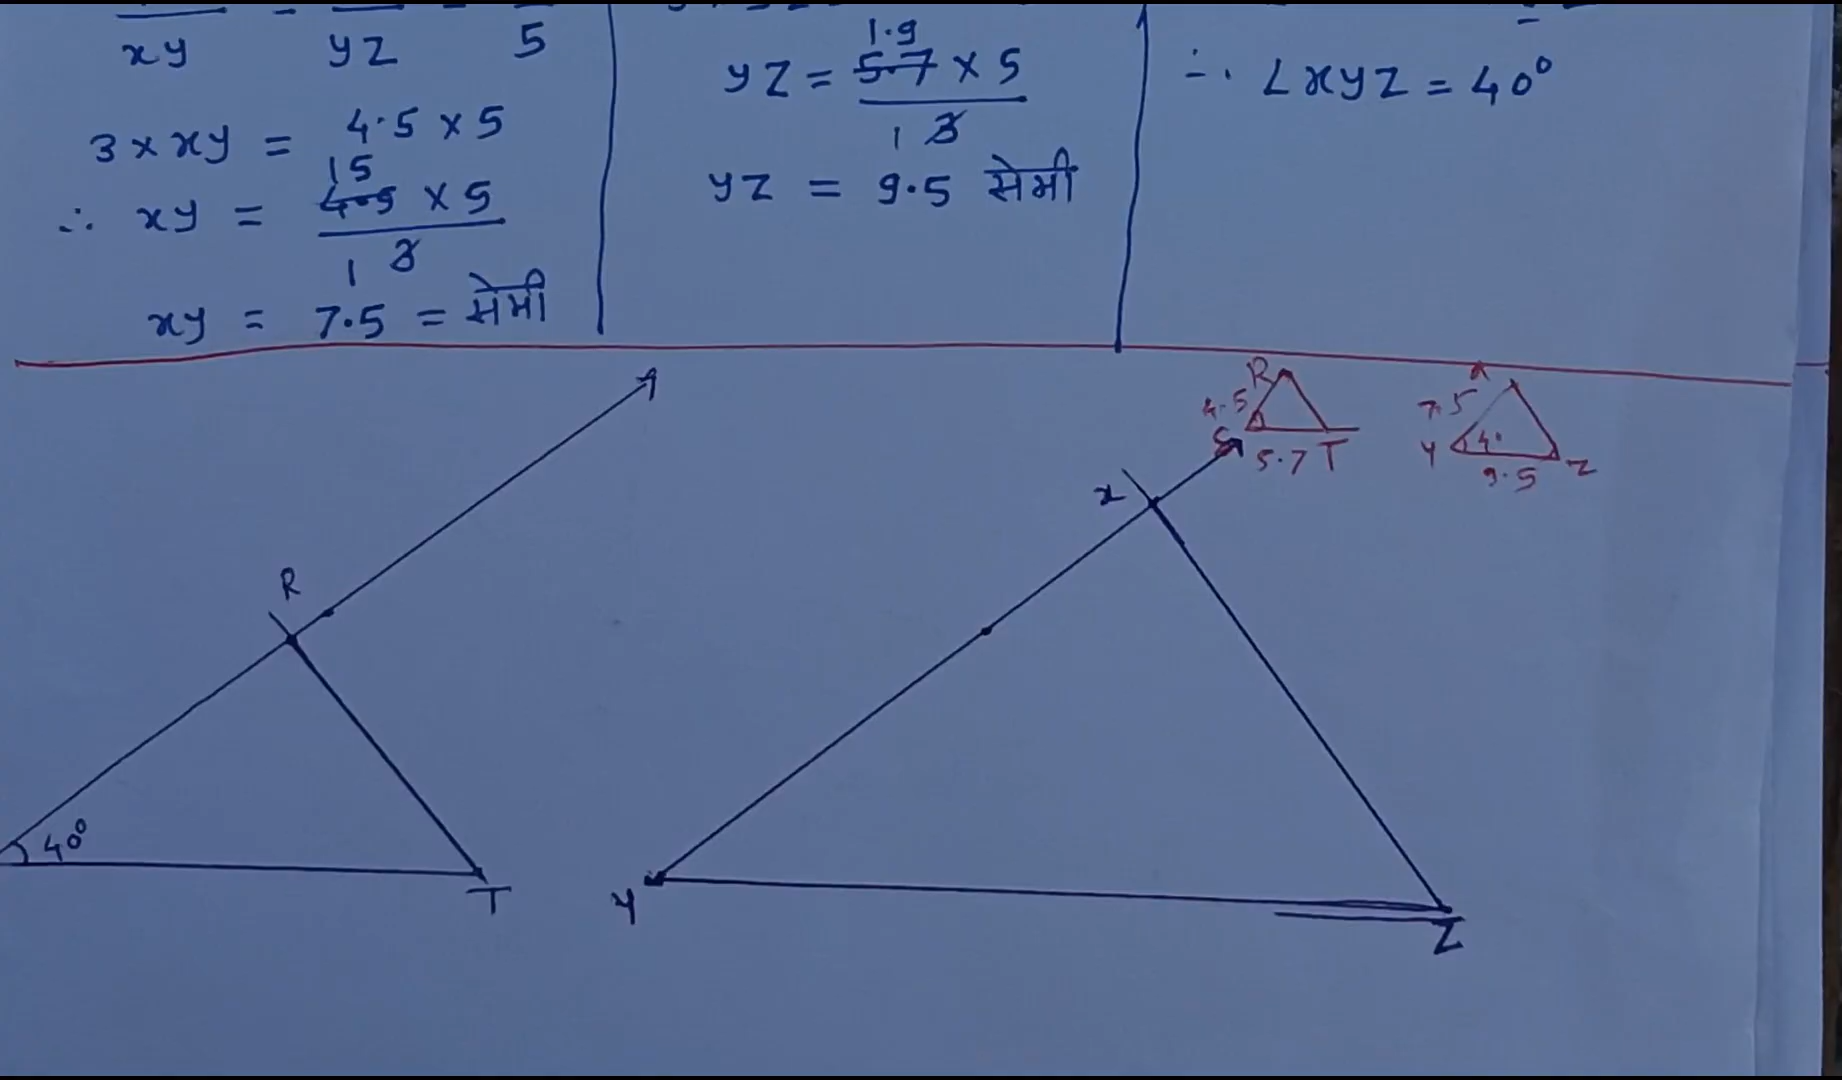 xy yz 5
3 × xy = 4.5 × 5
15
∴ xy = 4.5 × 5
1 3
xy = 7.5 = सेमी
1.9
yz = 5.7 × 5
1 3
yz = 9.5 सेमी
∴ ∠xyz = 40°
R
4.5
S 5.7 T
7.5
Y 40 Z
9.5
R
40°
T
x
Y
Z